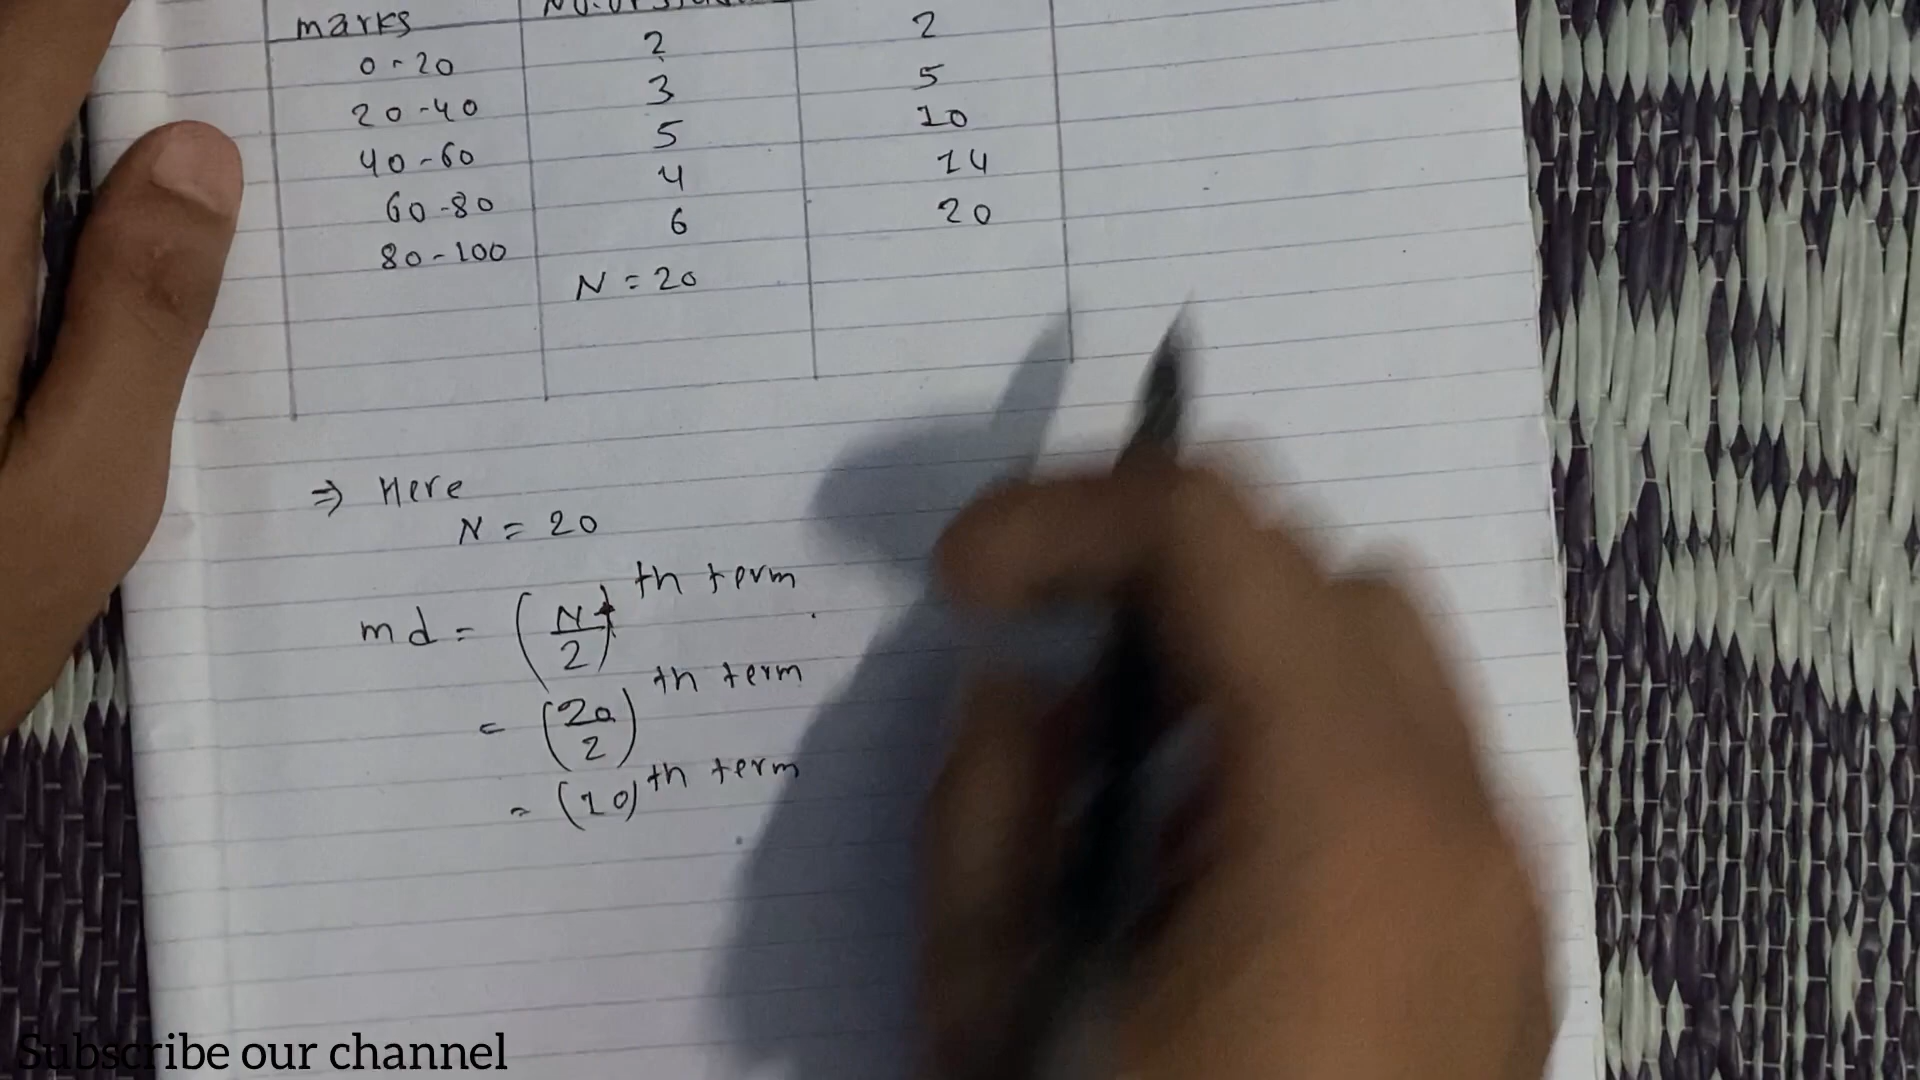 marks No. of
0-20 2 2
20-40 3 5
40-60 5 10
60-80 4 14
80-100 6 20
N = 20
⇒ Here
N = 20
md = (N/2)th term
= (20/2)th term
= (10)th term
Subscribe our channel